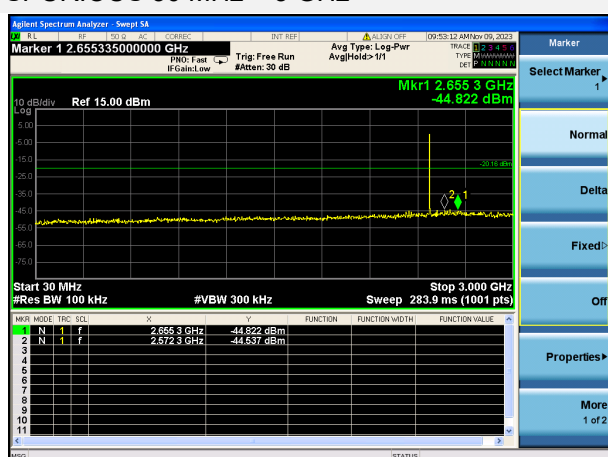 Agilent Spectrum Analyzer - Swept SA
RL RF 50 Ω AC CORREC INT REF ALIGN OFF 09:53:12 AM Nov 09, 2023
Marker 1 2.655335000000 GHz
PNO: Fast
IFGain:Low
Trig: Free Run
#Atten: 30 dB
Avg Type: Log-Pwr
Avg|Hold:>1/1
TRACE 1 2 3 4 5 6
TYPE
DET P N N N N N
Marker
Select Marker
1
Normal
Delta
Fixed
Off
Properties
More
1 of 2
Mkr1 2.655 3 GHz
-44.822 dBm
10 dB/div Ref 15.00 dBm
Log
5.00
-5.00
-15.0
-25.0
-35.0
-45.0
-55.0
-65.0
-75.0
-20.16 dBm
2 1
Start 30 MHz
Stop 3.000 GHz
#Res BW 100 kHz
#VBW 300 kHz
Sweep 283.9 ms (1001 pts)
MKR MODE TRC SCL X Y FUNCTION FUNCTION WIDTH FUNCTION VALUE
1 N 1 f 2.655 3 GHz -44.822 dBm
2 N 1 f 2.572 3 GHz -44.537 dBm
3
4
5
6
7
8
9
10
11
MSG
STATUS